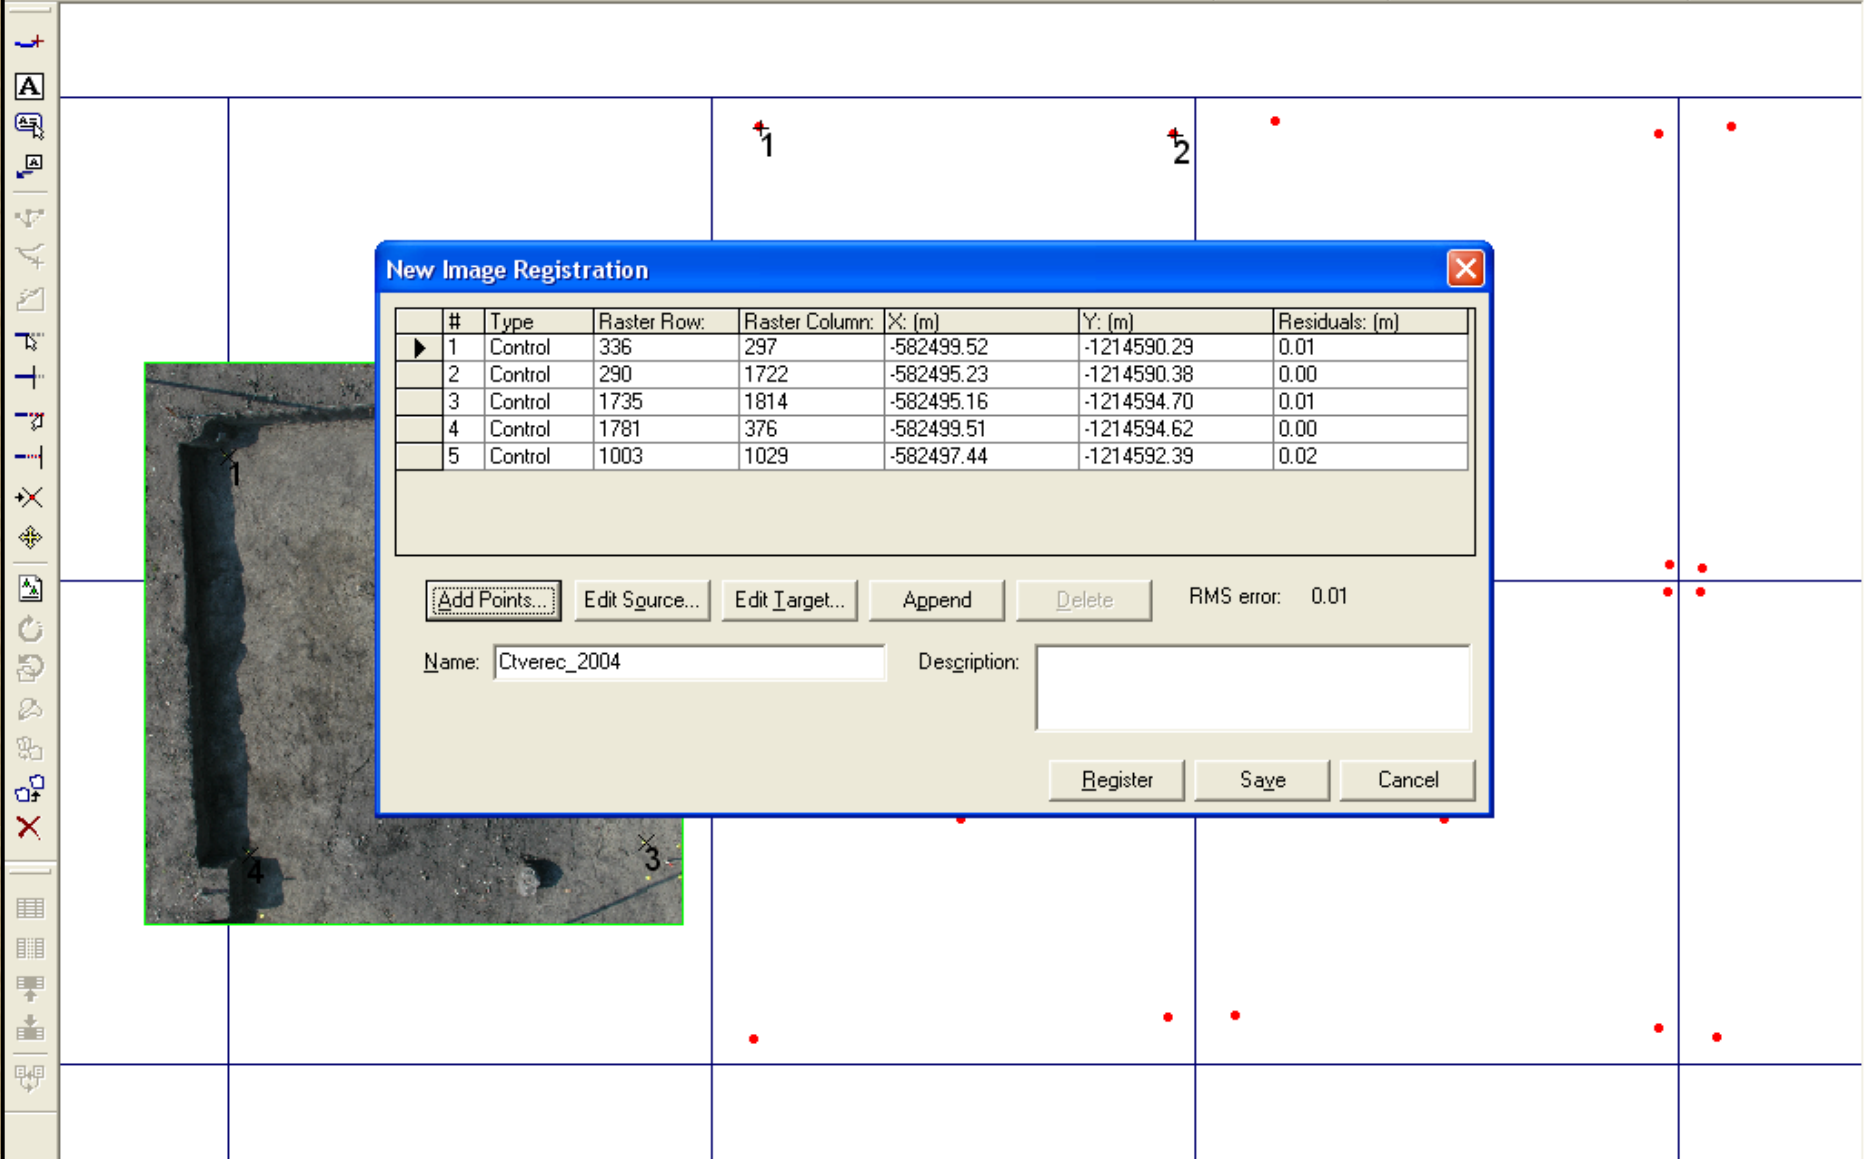 A
1
2
New Image Registration
# Type Raster Row: Raster Column: X: (m) Y: (m) Residuals: (m)
1 Control 336 297 -582499.52 -1214590.29 0.01
2 Control 290 1722 -582495.23 -1214590.38 0.00
3 Control 1735 1814 -582495.16 -1214594.70 0.01
4 Control 1781 376 -582499.51 -1214594.62 0.00
5 Control 1003 1029 -582497.44 -1214592.39 0.02
1
Add Points... Edit Source... Edit Target... Append Delete RMS error: 0.01
Name: Ctverec_2004 Description:
Register Save Cancel
3
4